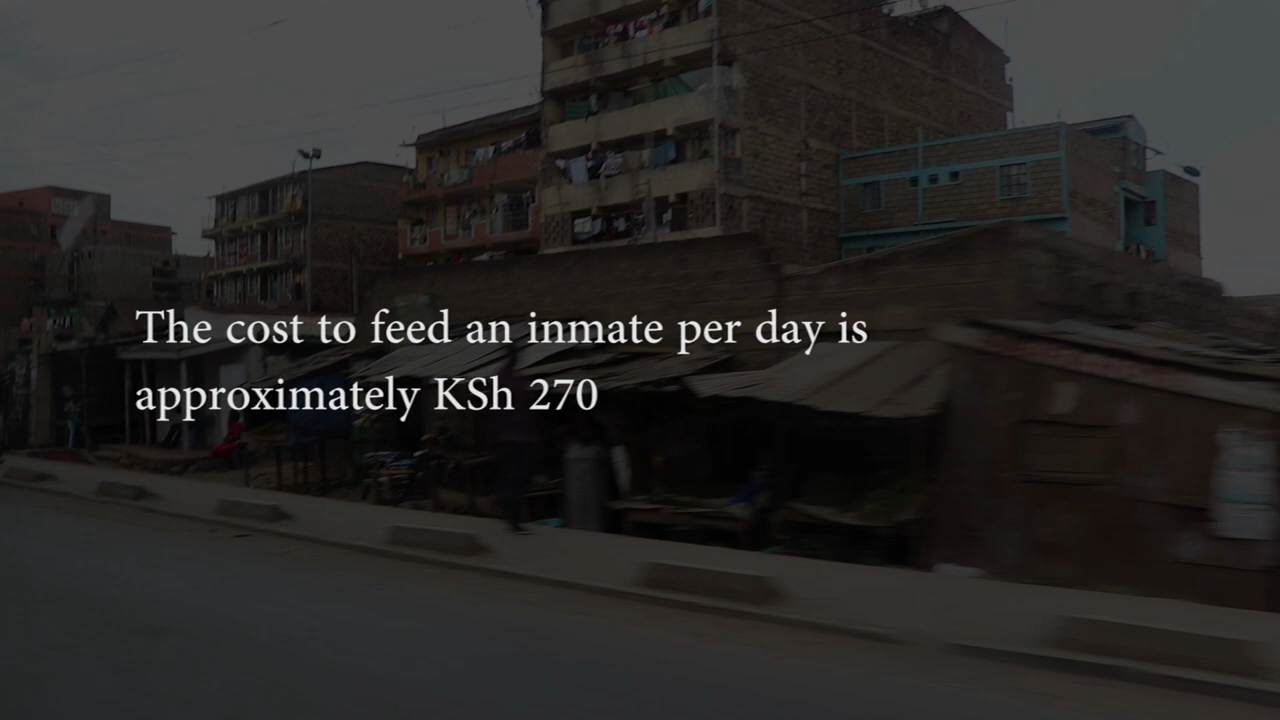 The cost to feed an inmate per day is
approximately KSh 270